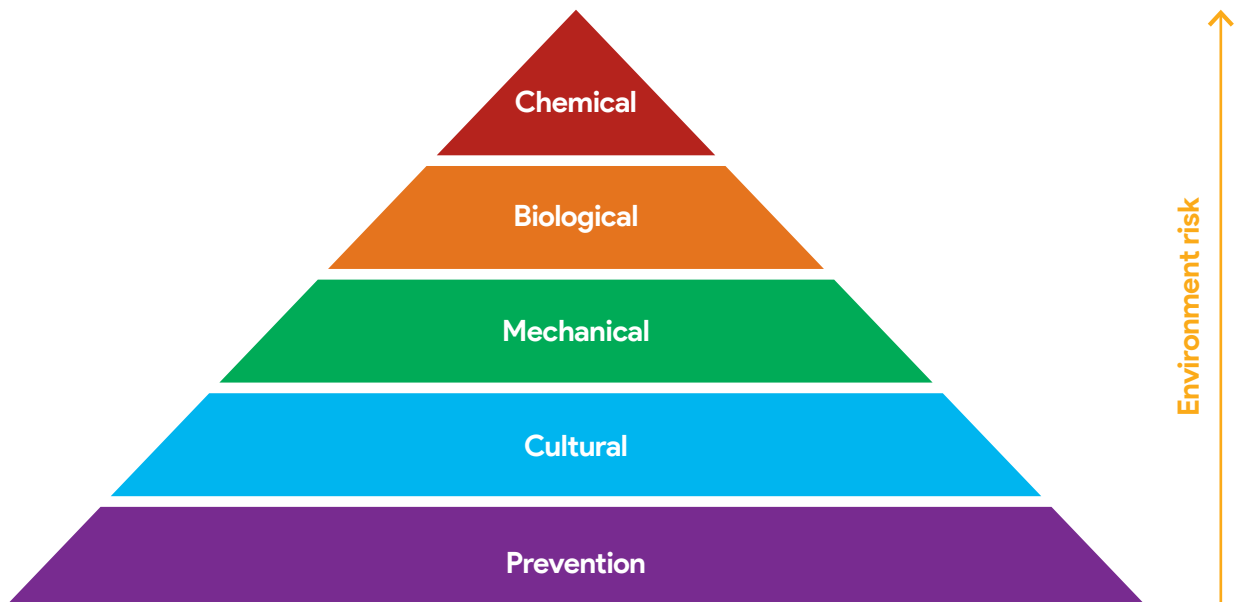 Chemical
Biological
Mechanical
Cultural
Prevention
Environment risk